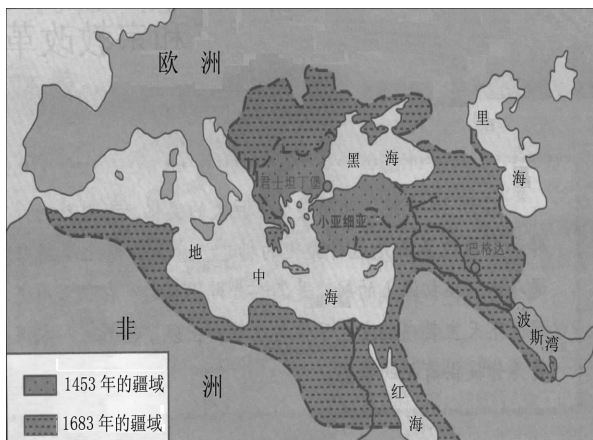 欧洲
里海
黑海
君士坦丁堡
小亚细亚
巴格达
地中海
波斯湾
非洲
红海
1453年的疆域
1683年的疆域